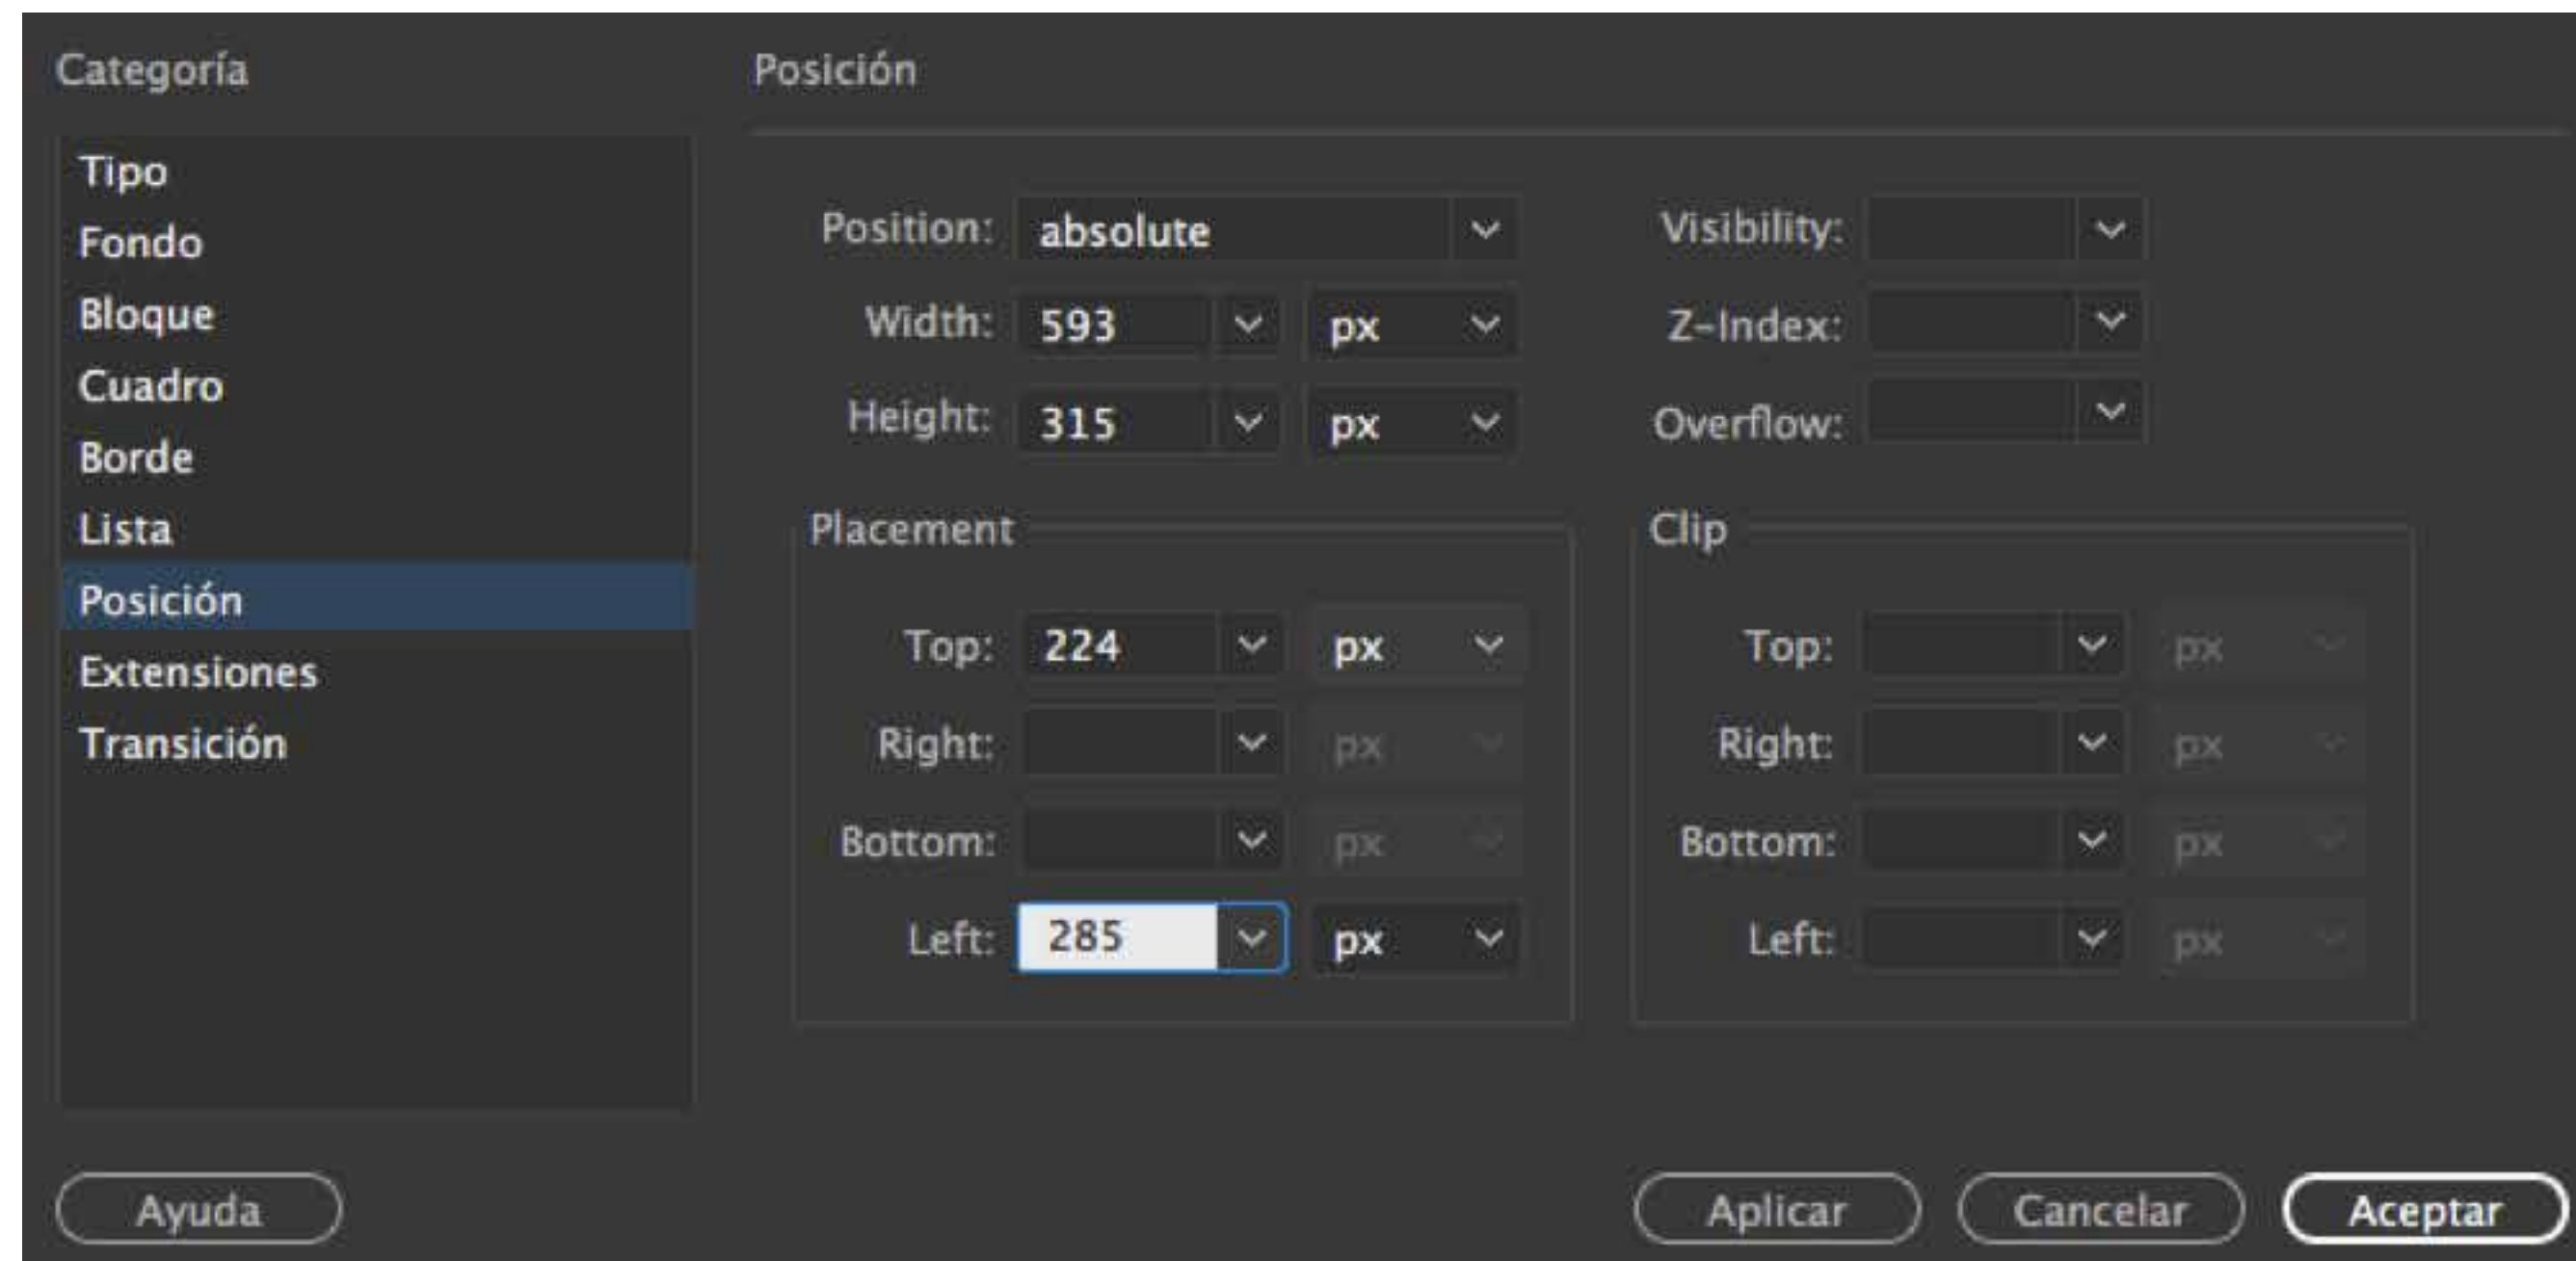 Categoría
Tipo
Fondo
Bloque
Cuadro
Borde
Lista
Posición
Extensiones
Transición
Posición
Position: absolute Visibility:
Width: 593 px Z-Index:
Height: 315 px Overflow:
Placement
Top: 224 px
Right: px
Bottom: px
Left: 285 px
Clip
Top: px
Right: px
Bottom: px
Left: px
Ayuda Aplicar Cancelar Aceptar